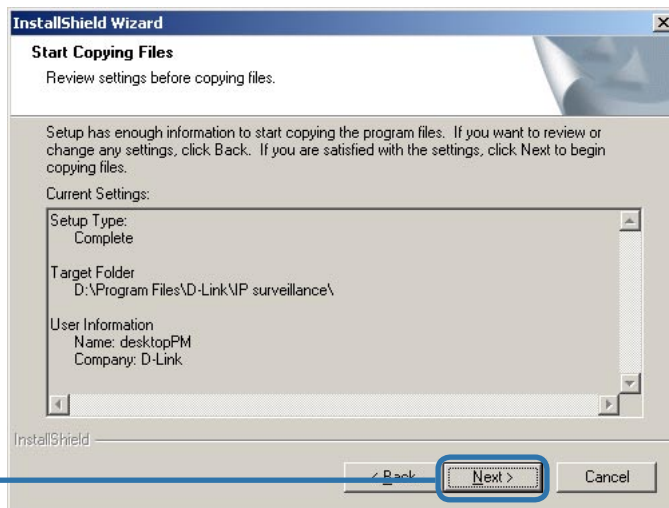 InstallShield Wizard
Start Copying Files
Review settings before copying files.
Setup has enough information to start copying the program files. If you want to review or
change any settings, click Back. If you are satisfied with the settings, click Next to begin
copying files.
Current Settings:
Setup Type:
Complete
Target Folder
D:\Program Files\D-Link\IP surveillance\
User Information
Name: desktopPM
Company: D-Link
InstallShield
< Back
Next >
Cancel